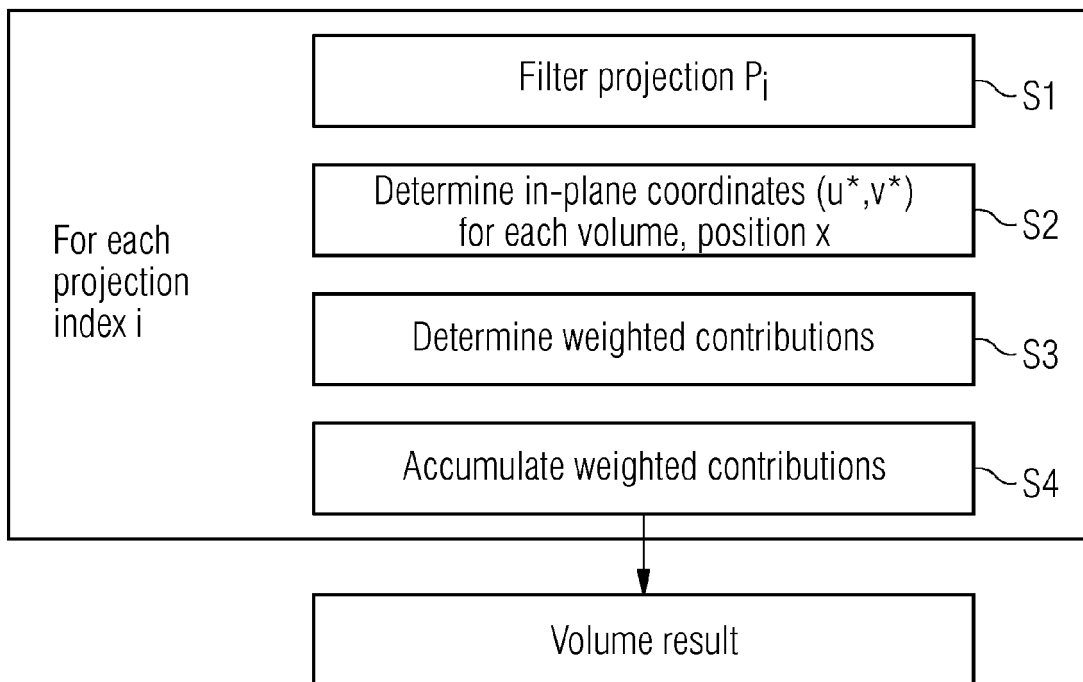 Filter projection Pi
S1
Determine in-plane coordinates (u*,v*)
for each volume, position x
S2
For each
projection
index i
Determine weighted contributions
S3
Accumulate weighted contributions
S4
Volume result